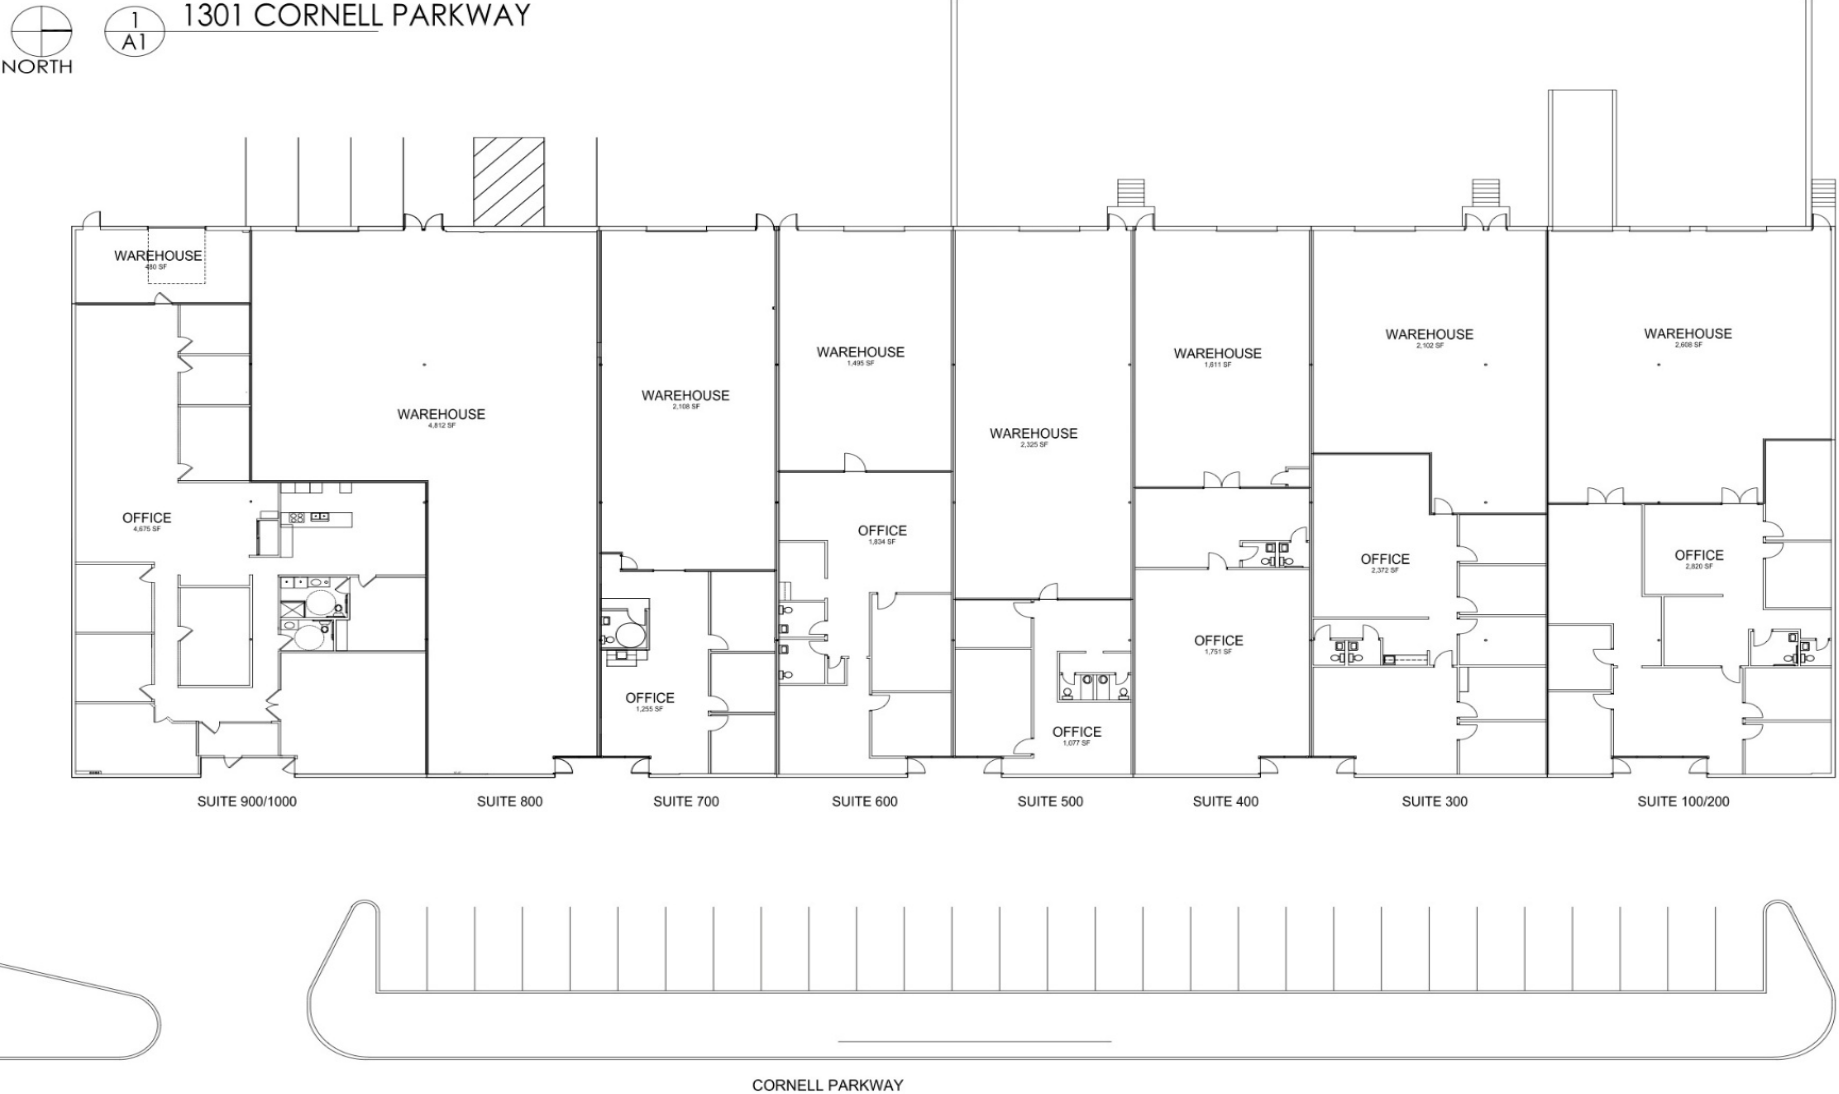 1301 CORNELL PARKWAY
1
A1
NORTH
WAREHOUSE
480 SF
WAREHOUSE
4,812 SF
WAREHOUSE
2,108 SF
WAREHOUSE
1,495 SF
WAREHOUSE
2,325 SF
WAREHOUSE
1,611 SF
WAREHOUSE
2,102 SF
WAREHOUSE
2,608 SF
OFFICE
4,675 SF
OFFICE
1,255 SF
OFFICE
1,834 SF
OFFICE
1,077 SF
OFFICE
1,751 SF
OFFICE
2,372 SF
OFFICE
2,820 SF
SUITE 900/1000
SUITE 800
SUITE 700
SUITE 600
SUITE 500
SUITE 400
SUITE 300
SUITE 100/200
CORNELL PARKWAY